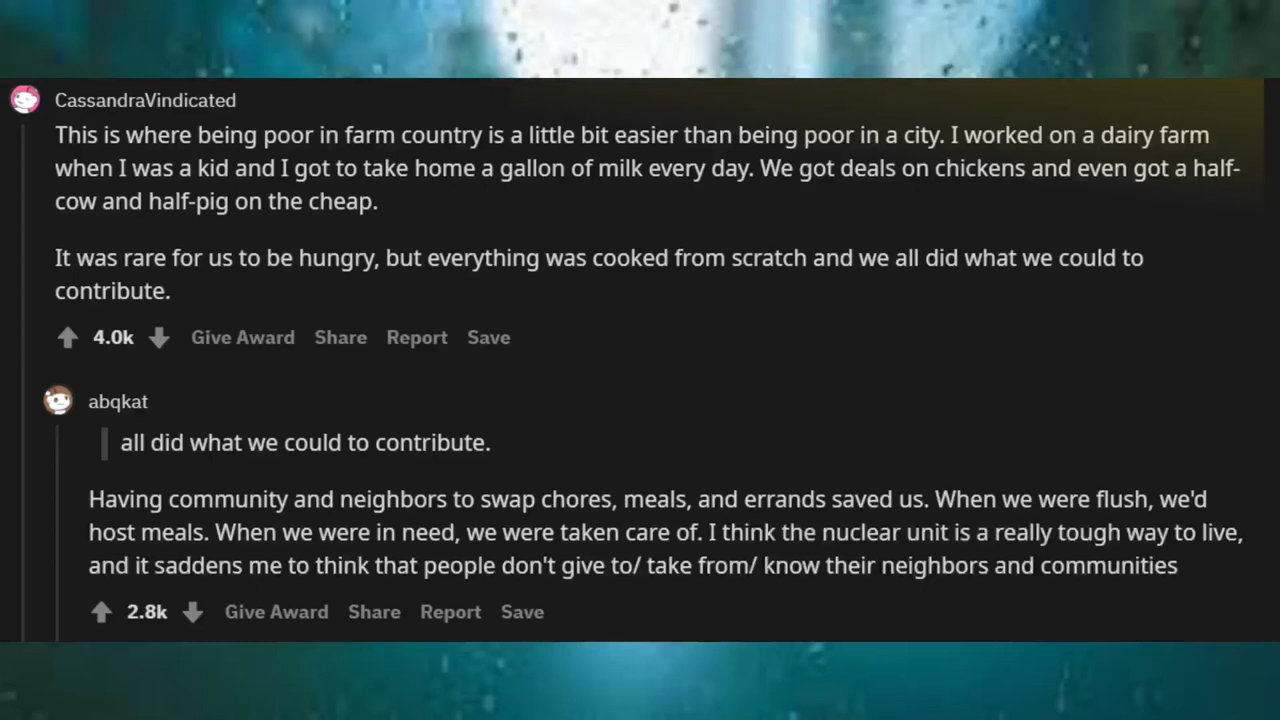 CassandraVindicated
This is where being poor in farm country is a little bit easier than being poor in a city. I worked on a dairy farm
when I was a kid and I got to take home a gallon of milk every day. We got deals on chickens and even got a half-
cow and half-pig on the cheap.
It was rare for us to be hungry, but everything was cooked from scratch and we all did what we could to
contribute.
4.0k Give Award Share Report Save
abqkat
all did what we could to contribute.
Having community and neighbors to swap chores, meals, and errands saved us. When we were flush, we'd
host meals. When we were in need, we were taken care of. I think the nuclear unit is a really tough way to live,
and it saddens me to think that people don't give to/ take from/ know their neighbors and communities
2.8k Give Award Share Report Save